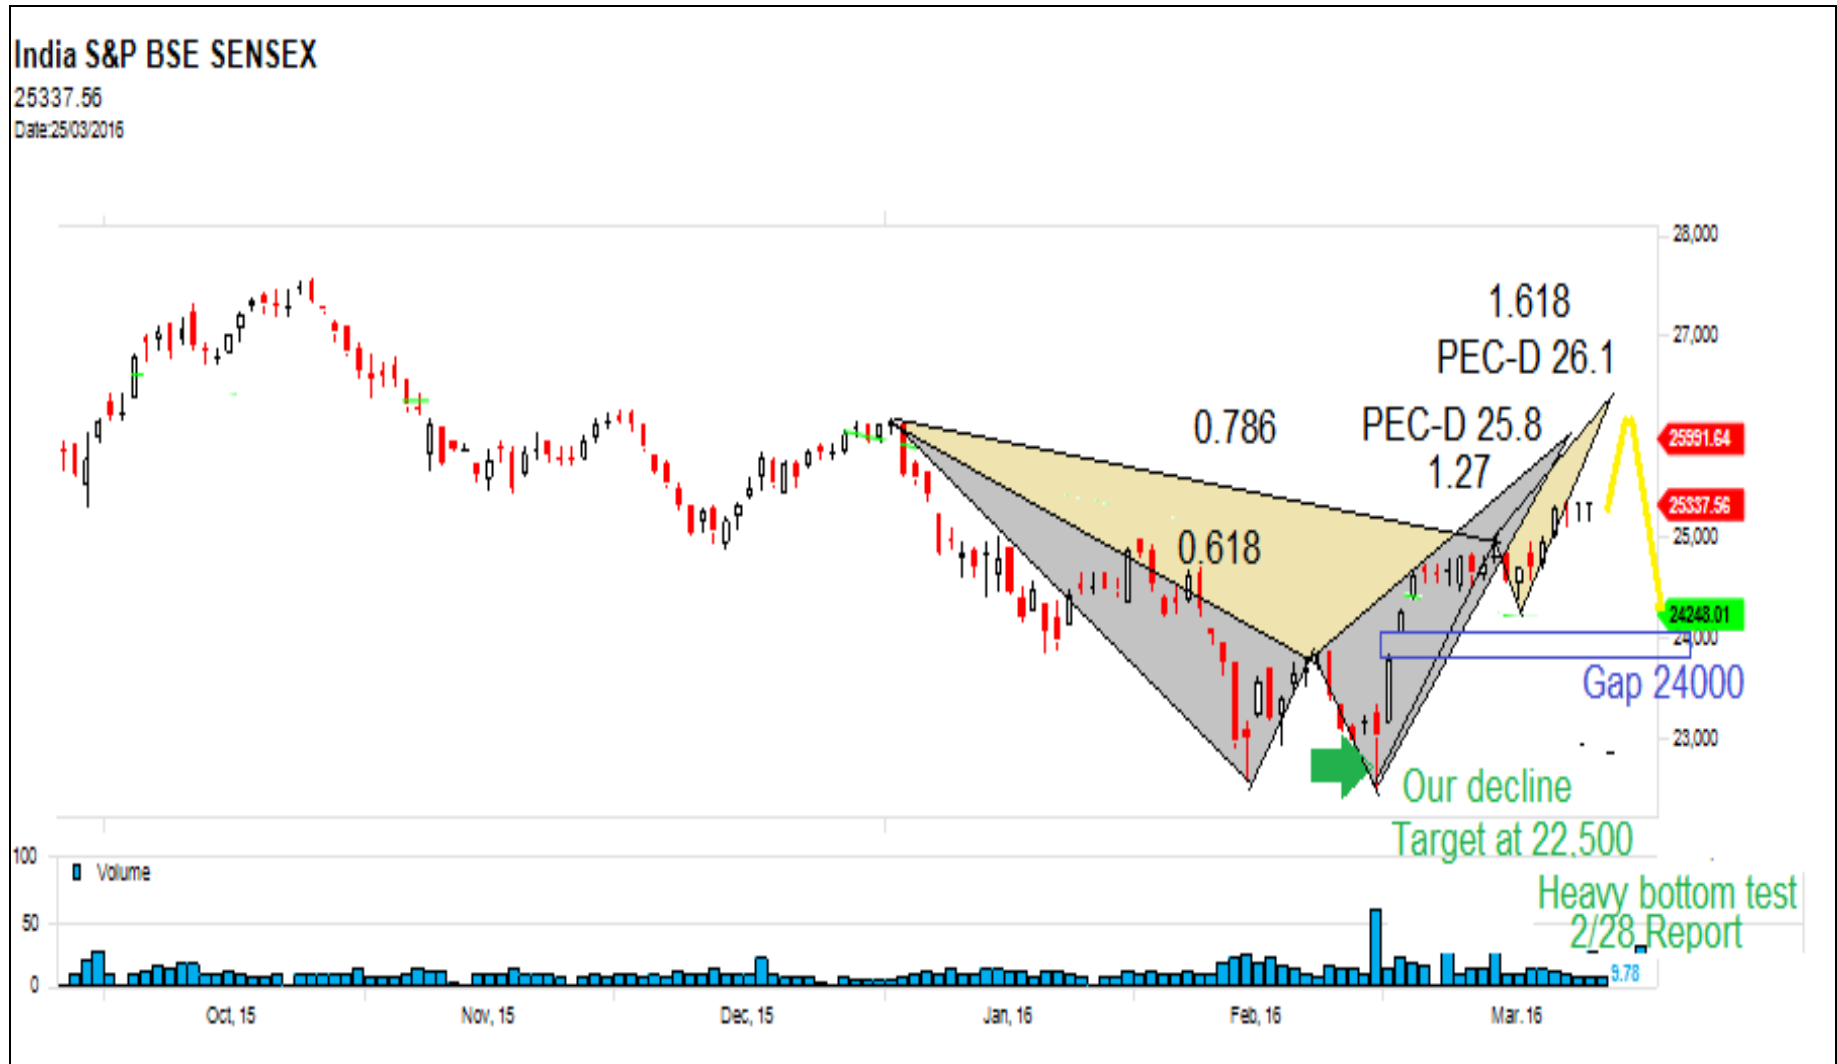 India S&P BSE SENSEX
25337.56
Date:25/03/2016
28,000
1.618
27,000
PEC-D 26.1
0.786
PEC-D 25.8
25991.64
1.27
25337.56
25,000
0.618
24248.01
24,000
Gap 24000
23,000
Our decline
Target at 22,500
100
Volume
Heavy bottom test
50
2/28 Report
9.78
0
Oct, 15
Nov, 15
Dec, 15
Jan, 16
Feb, 16
Mar. 16